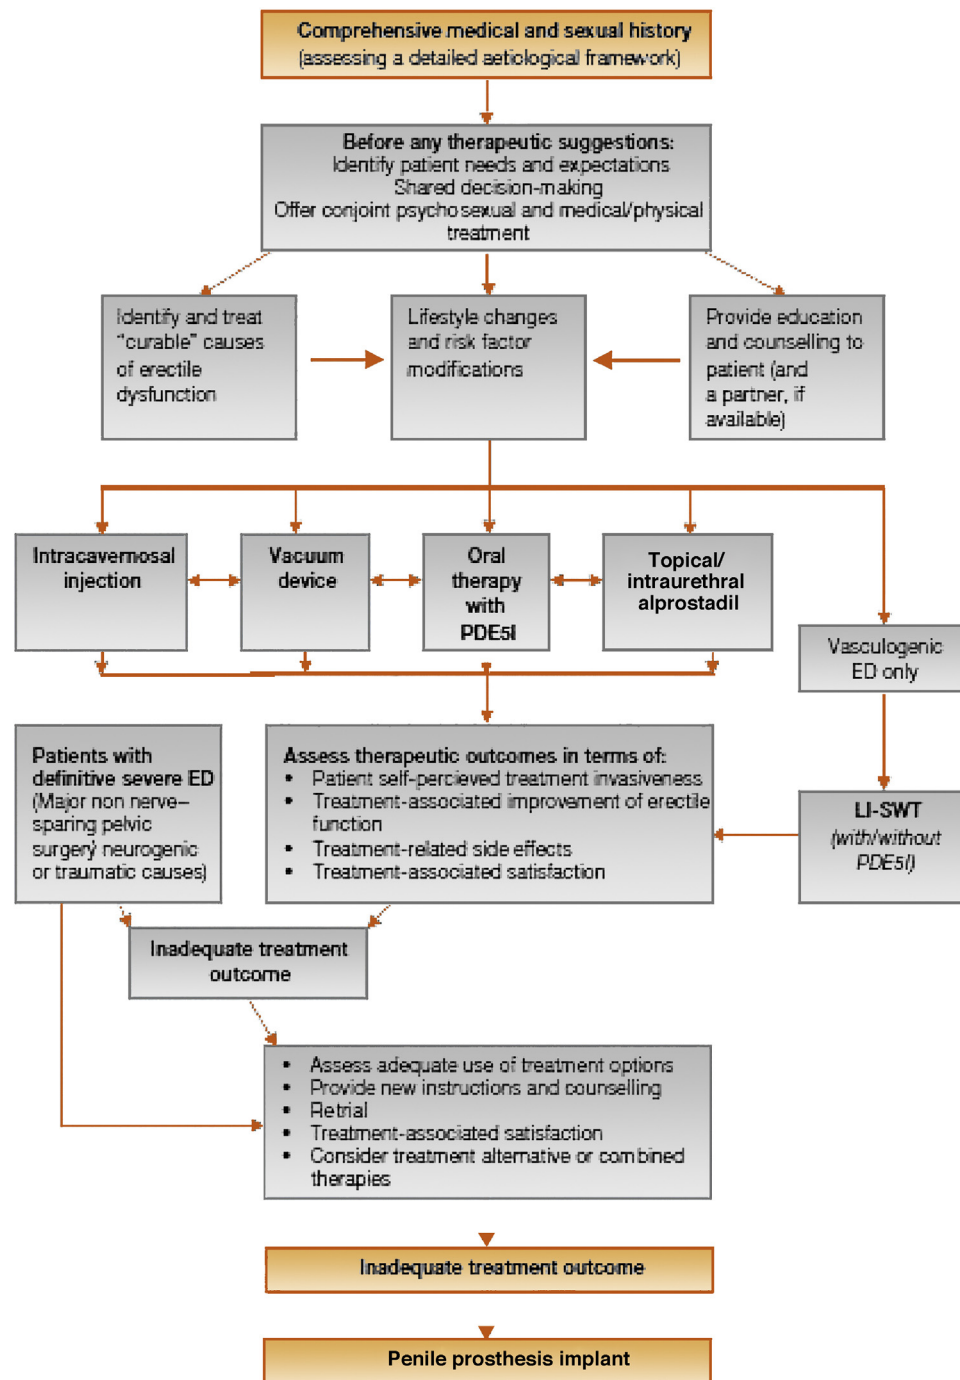 Comprehensive medical and sexual history
(assessing a detailed aetiological framework)
Before any therapeutic suggestions:
Identify patient needs and expectations
Shared decision-making
Offer conjoint psychosexual and medical/physical
treatment
Identify and treat
“curable” causes
of erectile
dysfunction
Lifestyle changes
and risk factor
modifications
Provide education
and counselling to
patient (and
a partner, if
available)
Intracavernosal
injection
Vacuum
device
Oral
therapy
with
PDE5I
Topical/
intraurethral
alprostadil
Vasculogenic
ED only
Patients with
definitive severe ED
(Major non nerve–
sparing pelvic
surgery neurogenic
or traumatic causes)
Assess therapeutic outcomes in terms of:
• Patient self-percieved treatment invasiveness
• Treatment-associated improvement of erectile
function
• Treatment-related side effects
• Treatment-associated satisfaction
LI-SWT
(with/without
PDE5I)
Inadequate treatment
outcome
• Assess adequate use of treatment options
• Provide new instructions and counselling
• Retrial
• Treatment-associated satisfaction
• Consider treatment alternative or combined
therapies
Inadequate treatment outcome
Penile prosthesis implant